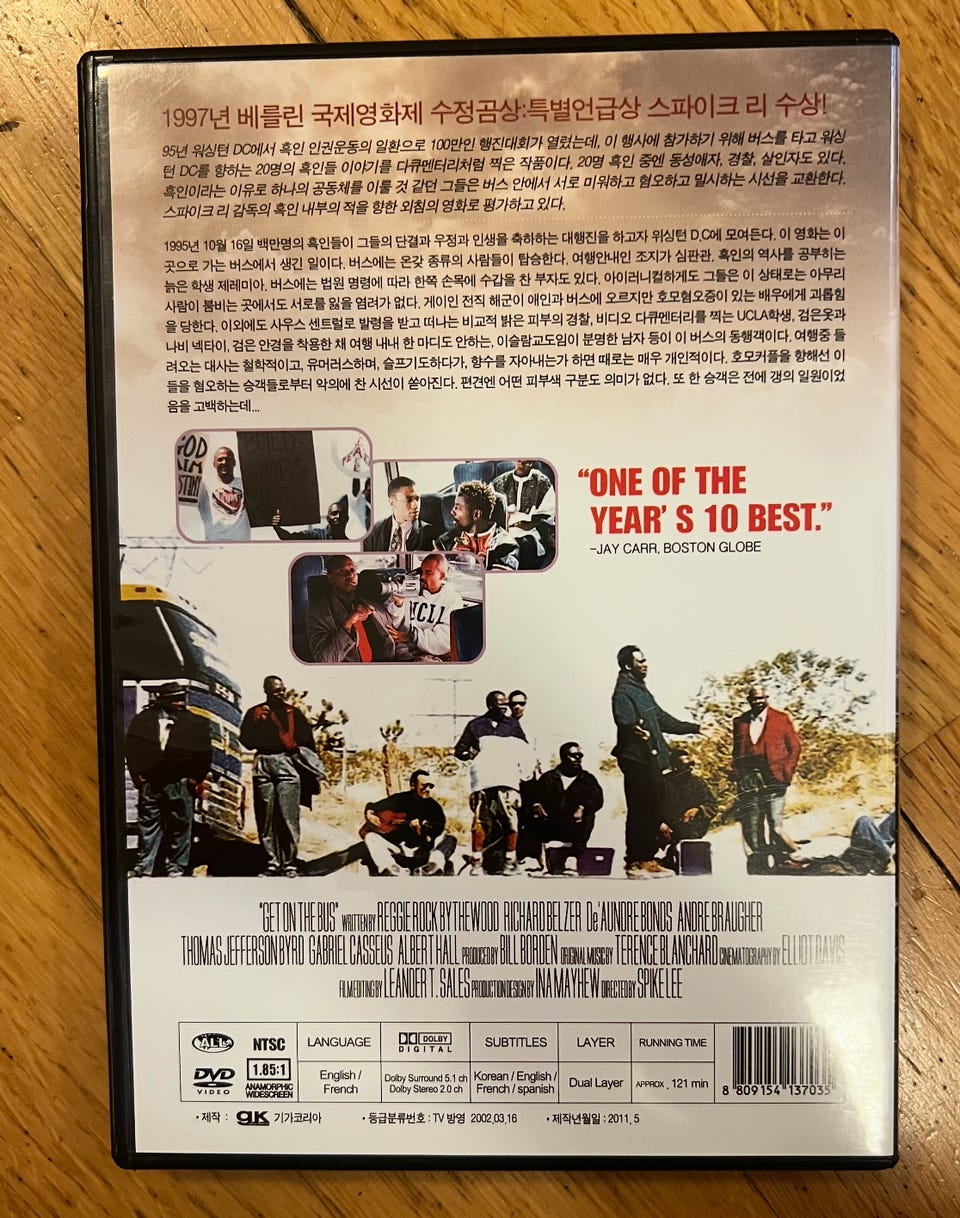 1997년 베를린 국제영화제 수정곰상:특별언급상 스파이크 리 수상!
95년 워싱턴 DC에서 흑인 인권운동의 일환으로 100만인 행진대회가 열렸는데, 이 행사에 참가하기 위해 버스를 타고 워싱
턴 DC를 향하는 20명의 흑인들 이야기를 다큐멘터리처럼 찍은 작품이다. 20명 흑인 중엔 동성애자, 경찰, 살인자도 있다.
흑인이라는 이유로 하나의 공동체를 이룰 것 같던 그들은 버스 안에서 서로 미워하고 혐오하고 멸시하는 시선을 교환한다.
스파이크 리 감독의 흑인 내부의 적을 향한 외침의 영화로 평가하고 있다.
1995년 10월 16일 백만명의 흑인들이 그들의 단결과 우정과 인생을 축하하는 대행진을 하고자 위싱턴 D.C에 모여든다. 이 영화는 이
곳으로 가는 버스에서 생긴 일이다. 버스에는 온갖 종류의 사람들이 탑승한다. 여행안내인 조지가 심판관. 흑인의 역사를 공부하는
늙은 학생 제레미아. 버스에는 법원 명령에 따라 한쪽 손목에 수갑을 찬 부자도 있다. 아이러니컬하게도 그들은 이 상태로는 아무리
사람이 붐비는 곳에서도 서로를 잃을 염려가 없다. 게이인 전직 해군이 애인과 버스에 오르지만 호모혐오증이 있는 배우에게 괴롭힘
을 당한다. 이외에도 사우스 센트럴로 발령을 받고 떠나는 비교적 밝은 피부의 경찰, 비디오 다큐멘터리를 찍는 UCLA학생, 검은옷과
나비 넥타이, 검은 안경을 착용한 채 여행 내내 한 마디도 안하는, 이슬람교도임이 분명한 남자 등이 이 버스의 동행객이다. 여행중 들
려오는 대사는 철학적이고, 유머러스하며, 슬프기도하다가, 향수를 자아내는가 하면 때로는 매우 개인적이다. 호모커플을 향해선 이
들을 혐오하는 승객들로부터 악의에 찬 시선이 쏟아진다. 편견엔 어떤 피부색 구분도 의미가 없다. 또 한 승객은 전에 갱의 일원이었
음을 고백하는데...
BUILD
“ONE OF THE
YEAR’ S 10 BEST.”
-JAY CARR, BOSTON GLOBE
UCLA
"GET ON THE BUS" WRITTEN BY REGGIE ROCK BYTHEWOOD RICHARD BELZER De'AUNDRE BONDS ANDRE BRAUGHER
THOMAS JEFFERSON BYRD GABRIEL CASSEUS ALBERT HALL PRODUCED BY BILL BORDEN ORIGINAL MUSIC BY TERENCE BLANCHARD CINEMATOGRAPHY BY ELLIOT DAVIS
FILM EDITING BY LEANDER T. SALES PRODUCTION DESIGN BY INA MAYHEW DIRECTED BY SPIKE LEE
ALL NTSC LANGUAGE DOLBY DIGITAL SUBTITLES LAYER RUNNING TIME
DVD VIDEO 1.85:1 ANAMORPHIC WIDESCREEN English / French Dolby Surround 5.1 ch Dolby Stereo 2.0 ch Korean / English / French / spanish Dual Layer APPROX. 121 min
8 809154 137035
• 제작 : GK 기가코리아 • 등급분류번호 : TV 방영 2002.03.16 • 제작년월일 : 2011. 5